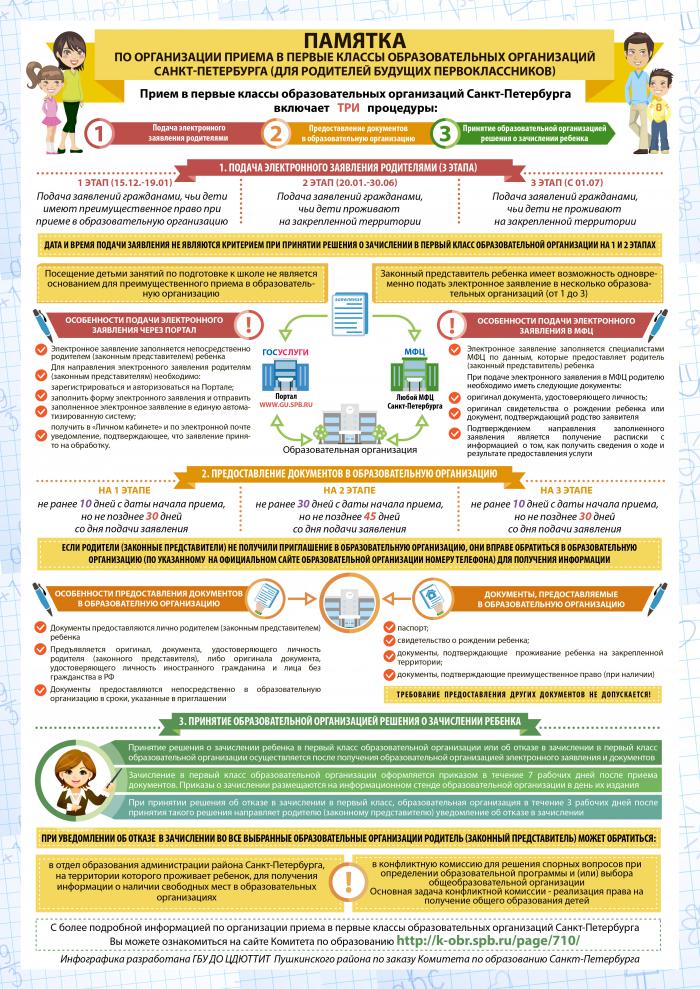 ПАМЯТКА
ПО ОРГАНИЗАЦИИ ПРИЕМА В ПЕРВЫЕ КЛАССЫ ОБРАЗОВАТЕЛЬНЫХ ОРГАНИЗАЦИЙ
САНКТ-ПЕТЕРБУРГА (ДЛЯ РОДИТЕЛЕЙ БУДУЩИХ ПЕРВОКЛАССНИКОВ)
Прием в первые классы образовательных организаций Санкт-Петербурга
включает ТРИ процедуры:
1 Подача электронного
заявления родителями
2 Предоставление документов
в образовательную организацию
3 Принятие образовательной организацией
решения о зачислении ребенка
1. ПОДАЧА ЭЛЕКТРОННОГО ЗАЯВЛЕНИЯ РОДИТЕЛЯМИ (3 ЭТАПА)
1 ЭТАП (15.12.-19.01)
Подача заявлений гражданами, чьи дети
имеют преимущественное право при
приеме в образовательную организацию
2 ЭТАП (20.01.-30.06)
Подача заявлений гражданами,
чьи дети проживают
на закрепленной территории
3 ЭТАП (С 01.07)
Подача заявлений гражданами,
чьи дети не проживают
на закрепленной территории
ДАТА И ВРЕМЯ ПОДАЧИ ЗАЯВЛЕНИЯ НЕ ЯВЛЯЮТСЯ КРИТЕРИЕМ ПРИ ПРИНЯТИИ РЕШЕНИЯ О ЗАЧИСЛЕНИИ В ПЕРВЫЙ КЛАСС ОБРАЗОВАТЕЛЬНОЙ ОРГАНИЗАЦИИ НА 1 И 2 ЭТАПАХ
Посещение детьми занятий по подготовке к школе не является
основанием для преимущественного приема в образователь-
ную организацию
Законный представитель ребенка имеет возможность одновре-
менно подать электронное заявление в несколько образова-
тельных организаций (от 1 до 3)
ЗАЯВЛЕНИЕ
ОСОБЕННОСТИ ПОДАЧИ ЭЛЕКТРОННОГО
ЗАЯВЛЕНИЯ ЧЕРЕЗ ПОРТАЛ
!
Электронное заявление заполняется непосредственно
родителем (законным представителем) ребенка
Для направления электронного заявления родителям
(законным представителям) необходимо:
зарегистрироваться и авторизоваться на Портале;
заполнить форму электронного заявления и отправить
заполненное электронное заявление в единую автома-
тизированную систему;
получить в «Личном кабинете» и по электронной почте
уведомление, подтверждающее, что заявление приня-
то на обработку.
ГОСУСЛУГИ
Портал
WWW.GU.SPB.RU
МФЦ
Любой МФЦ
Санкт-Петербурга
Образовательная организация
!
ОСОБЕННОСТИ ПОДАЧИ ЭЛЕКТРОННОГО
ЗАЯВЛЕНИЯ В МФЦ
Электронное заявление заполняется специалистами
МФЦ по данным, которые предоставляет родитель
(законный представитель) ребенка
При подаче электронного заявления в МФЦ родителю
необходимо иметь следующие документы:
оригинал документа, удостоверяющего личность;
оригинал свидетельства о рождении ребенка или
документ, подтверждающий родство заявителя
Подтверждением направления заполненного
заявления является получение расписки с
информацией о том, как получить сведения о ходе и
результате предоставления услуги
2. ПРЕДОСТАВЛЕНИЕ ДОКУМЕНТОВ В ОБРАЗОВАТЕЛЬНУЮ ОРГАНИЗАЦИЮ
НА 1 ЭТАПЕ
не ранее 10 дней с даты начала приема,
но не позднее 30 дней
со дня подачи заявления
НА 2 ЭТАПЕ
не ранее 30 дней с даты начала приема,
но не позднее 45 дней
со дня подачи заявления
НА 3 ЭТАПЕ
не ранее 10 дней с даты начала приема,
но не позднее 30 дней
со дня подачи заявления
ЕСЛИ РОДИТЕЛИ (ЗАКОННЫЕ ПРЕДСТАВИТЕЛИ) НЕ ПОЛУЧИЛИ ПРИГЛАШЕНИЕ В ОБРАЗОВАТЕЛЬНУЮ ОРГАНИЗАЦИЮ, ОНИ ВПРАВЕ ОБРАТИТЬСЯ В ОБРАЗОВАТЕЛЬНУЮ
ОРГАНИЗАЦИЮ (ПО УКАЗАННОМУ НА ОФИЦИАЛЬНОМ САЙТЕ ОБРАЗОВАТЕЛЬНОЙ ОРГАНИЗАЦИИ НОМЕРУ ТЕЛЕФОНА) ДЛЯ ПОЛУЧЕНИЯ ИНФОРМАЦИИ
ОСОБЕННОСТИ ПРЕДОСТАВЛЕНИЯ ДОКУМЕНТОВ
В ОБРАЗОВАТЕЛЬНУЮ ОРГАНИЗАЦИЮ
Документы предоставляются лично родителем (законным представителем)
ребенка
Предъявляется оригинал, документа, удостоверяющего личность
родителя (законного представителя), либо оригинала документа,
удостоверяющего личность иностранного гражданина и лица без
гражданства в РФ
Документы предоставляются непосредственно в образовательную
организацию в сроки, указанные в приглашении
ДОКУМЕНТЫ, ПРЕДОСТАВЛЯЕМЫЕ
В ОБРАЗОВАТЕЛЬНУЮ ОРГАНИЗАЦИЮ
паспорт;
свидетельство о рождении ребенка;
документы, подтверждающие проживание ребенка на закрепленной
территории;
документы, подтверждающие преимущественное право (при наличии)
ТРЕБОВАНИЕ ПРЕДОСТАВЛЕНИЯ ДРУГИХ ДОКУМЕНТОВ НЕ ДОПУСКАЕТСЯ!
3. ПРИНЯТИЕ ОБРАЗОВАТЕЛЬНОЙ ОРГАНИЗАЦИЕЙ РЕШЕНИЯ О ЗАЧИСЛЕНИИ РЕБЕНКА
Принятие решения о зачислении ребенка в первый класс образовательной организации или об отказе в зачислении в первый класс
образовательной организации осуществляется после получения образовательной организацией электронного заявления и документов
Зачисление в первый класс образовательной организации оформляется приказом в течение 7 рабочих дней после приема
документов. Приказы о зачислении размещаются на информационном стенде образовательной организации в день их издания
При принятии решения об отказе в зачислении в первый класс, образовательная организация в течение 3 рабочих дней после
принятия такого решения направляет родителю (законному представителю) уведомление об отказе в зачислении
ПРИ УВЕДОМЛЕНИИ ОБ ОТКАЗЕ В ЗАЧИСЛЕНИИ ВО ВСЕ ВЫБРАННЫЕ ОБРАЗОВАТЕЛЬНЫЕ ОРГАНИЗАЦИИ РОДИТЕЛЬ (ЗАКОННЫЙ ПРЕДСТАВИТЕЛЬ) МОЖЕТ ОБРАТИТЬСЯ:
в отдел образования администрации района Санкт-Петербурга,
на территории которого проживает ребенок, для получения
информации о наличии свободных мест в образовательных
организациях
!
в конфликтную комиссию для решения спорных вопросов при
определении образовательной программы и (или) выбора
общеобразовательной организации
Основная задача конфликтной комиссии - реализация права на
получение общего образования детей
С более подробной информацией по организации приема в первые классы образовательных организаций Санкт-Петербурга
Вы можете ознакомиться на сайте Комитета по образованию http://k-obr.spb.ru/page/710/
Инфографика разработана ГБУ ДО ЦДЮТТИТ Пушкинского района по заказу Комитета по образованию Санкт-Петербурга